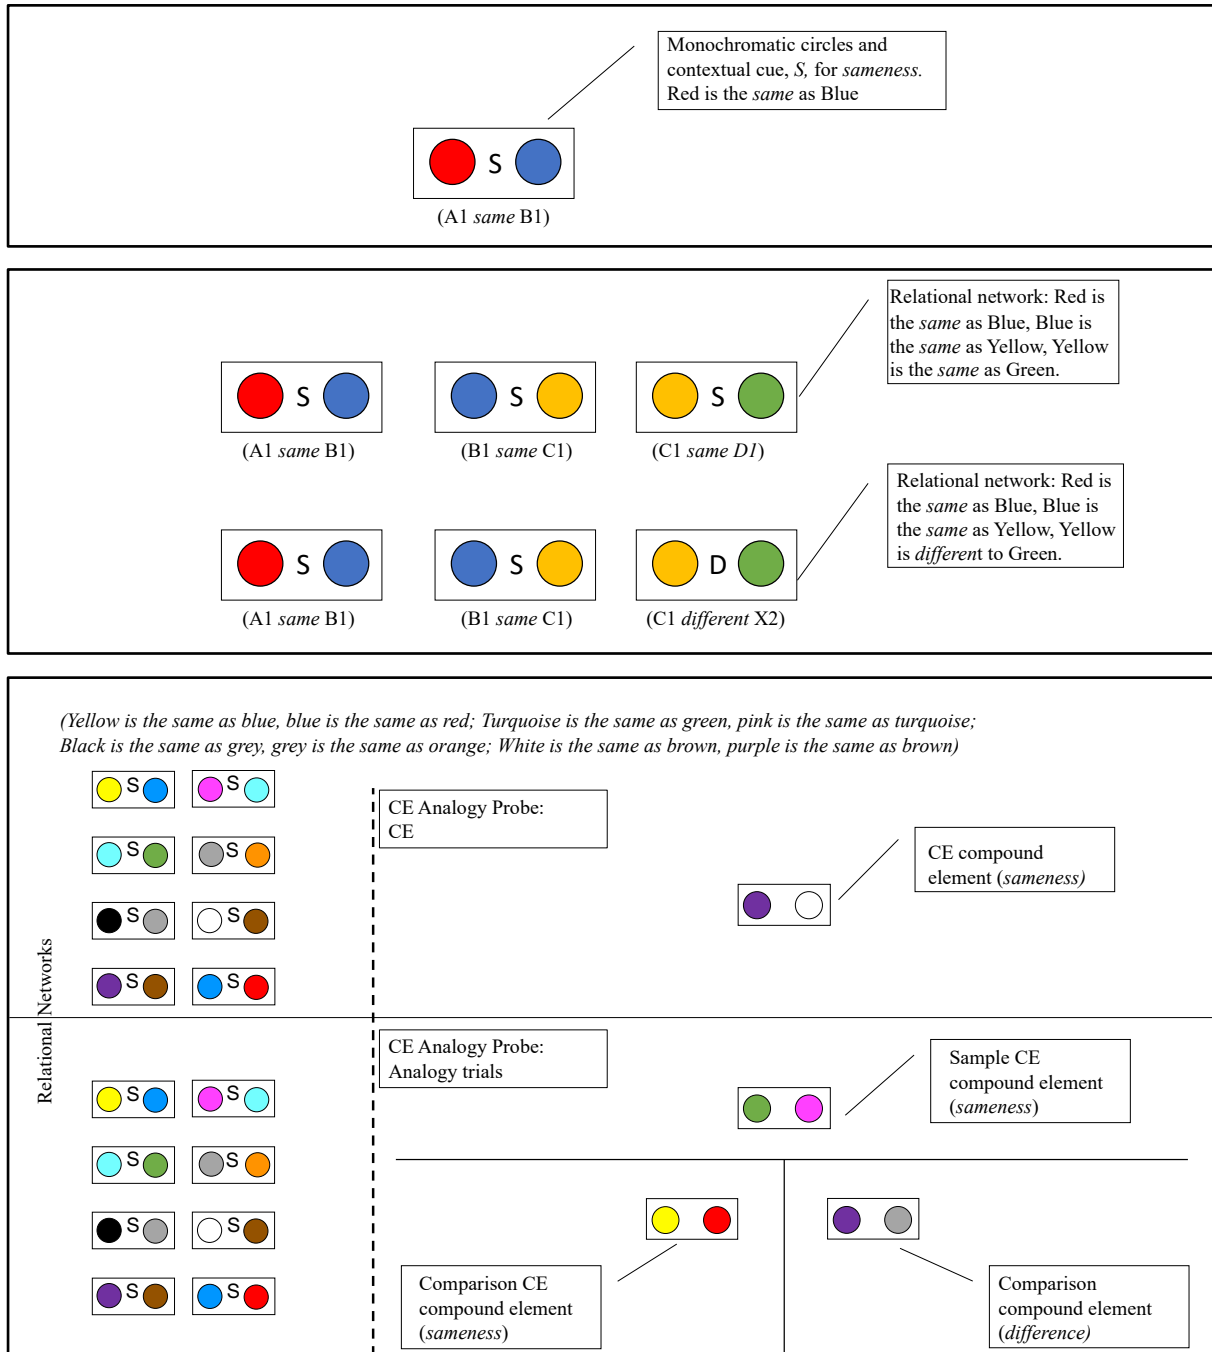 Monochromatic circles and
contextual cue, S, for sameness.
Red is the same as Blue
S
(A1 same B1)
Relational network: Red is
the same as Blue, Blue is
the same as Yellow, Yellow
is the same as Green.
S S S
(A1 same B1) (B1 same C1) (C1 same D1)
Relational network: Red is
the same as Blue, Blue is
the same as Yellow, Yellow
is different to Green.
S S D
(A1 same B1) (B1 same C1) (C1 different X2)
(Yellow is the same as blue, blue is the same as red; Turquoise is the same as green, pink is the same as turquoise;
Black is the same as grey, grey is the same as orange; White is the same as brown, purple is the same as brown)
Relational Networks
S S
S S
S S
S S
CE Analogy Probe:
CE
CE compound
element (sameness)
S S
S S
S S
S S
CE Analogy Probe:
Analogy trials
Sample CE
compound element
(sameness)
Comparison CE
compound element
(sameness)
Comparison
compound element
(difference)